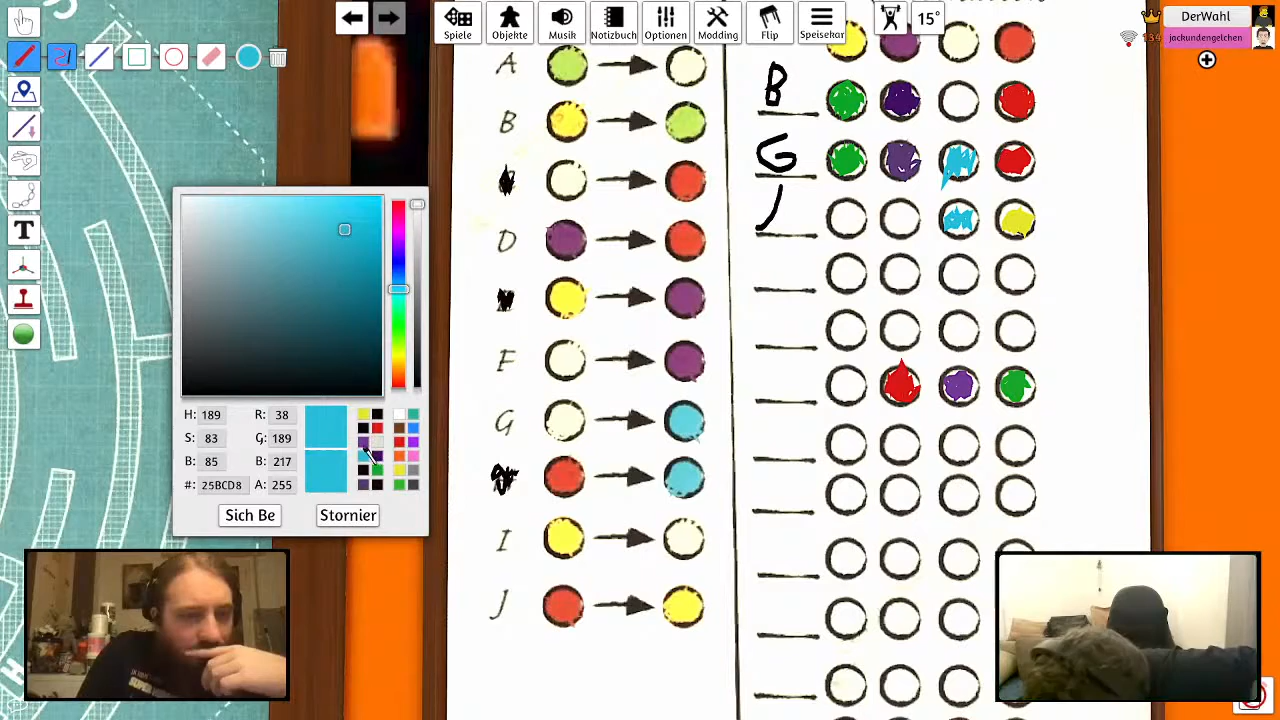 Spiele Objekte Musik Notizbuch Optionen Modding Flip Speisekar 15°
DerWahl
134
jackundengelchen
T
A
B
D
F
G
I
J
B
G
J
H: 189 R: 38
S: 83 G: 189
B: 85 B: 217
#: 25BCD8 A: 255
Sich Be Stornier